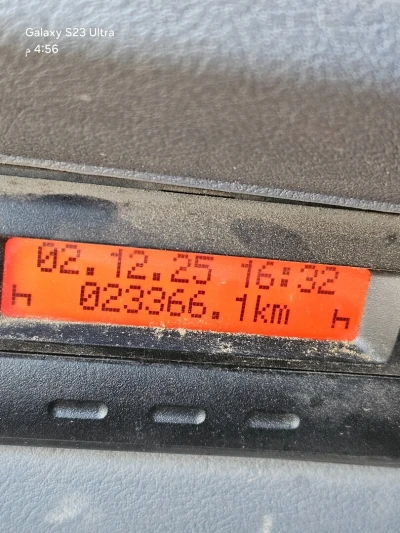 Galaxy S23 Ultra
4:56 م
02.12.25 16:32
023366.1km